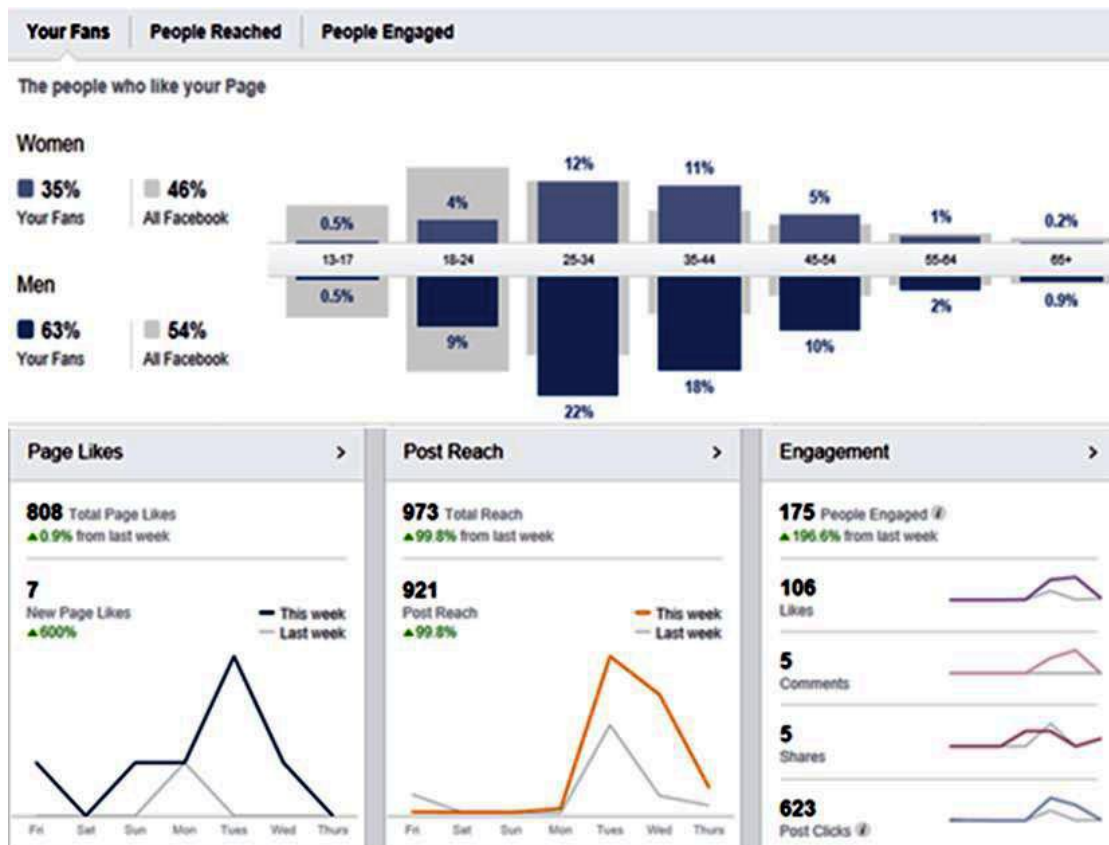 Your Fans People Reached People Engaged
The people who like your Page
Women
35% 46%
Your Fans All Facebook
0.5% 4% 12% 11% 5% 1% 0.2%
13-17 18-24 25-34 35-44 45-54 55-64 65+
Men
63% 54%
Your Fans All Facebook
0.5% 9% 22% 18% 10% 2% 0.9%
Page Likes >
808 Total Page Likes
0.9% from last week
7
New Page Likes
600%
This week
Last week
Fri Sat Sun Mon Tues Wed Thurs
Post Reach >
973 Total Reach
99.8% from last week
921
Post Reach
99.8%
This week
Last week
Fri Sat Sun Mon Tues Wed Thurs
Engagement >
175 People Engaged i
196.6% from last week
106
Likes
5
Comments
5
Shares
623
Post Clicks i